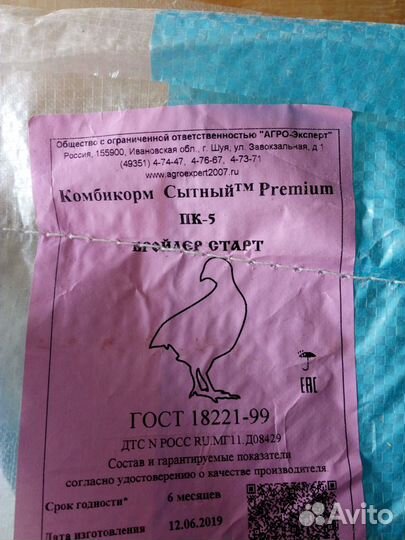 Общество с ограниченной ответственностью "АГРО-Эксперт"
Россия, 155900, Ивановская обл., г. Шуя, ул. Завокзальная, д 1
(49351) 4-74-47, 4-76-67, 4-73-71
www.agroexpert2007.ru
Комбикорм Сытный™ Premium
ПК-5
БРОЙЛЕР СТАРТ
EAC
ГОСТ 18221-99
ДТС N РОСС RU.МГ11.Д08429
Состав и гарантируемые показатели
согласно удостоверению о качестве производителя
Срок годности* 6 месяцев
Дата изготовления 12.06.2019
Avito